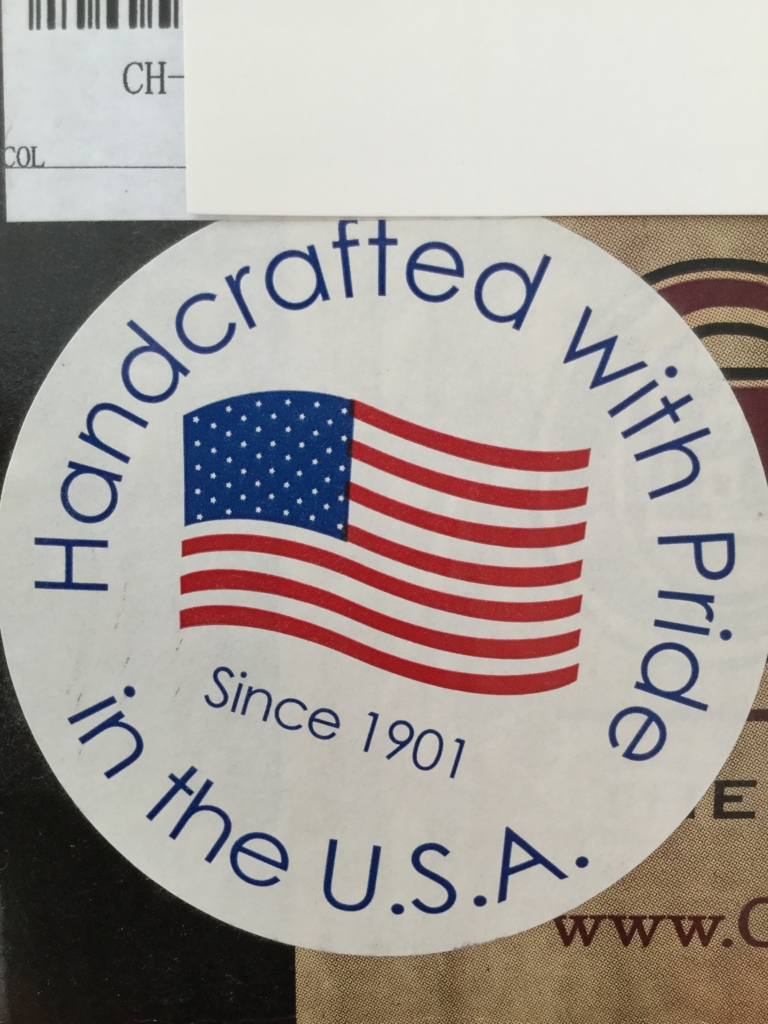 CH-
COL
Handcrafted with Pride
Since 1901
in the U.S.A.
www.